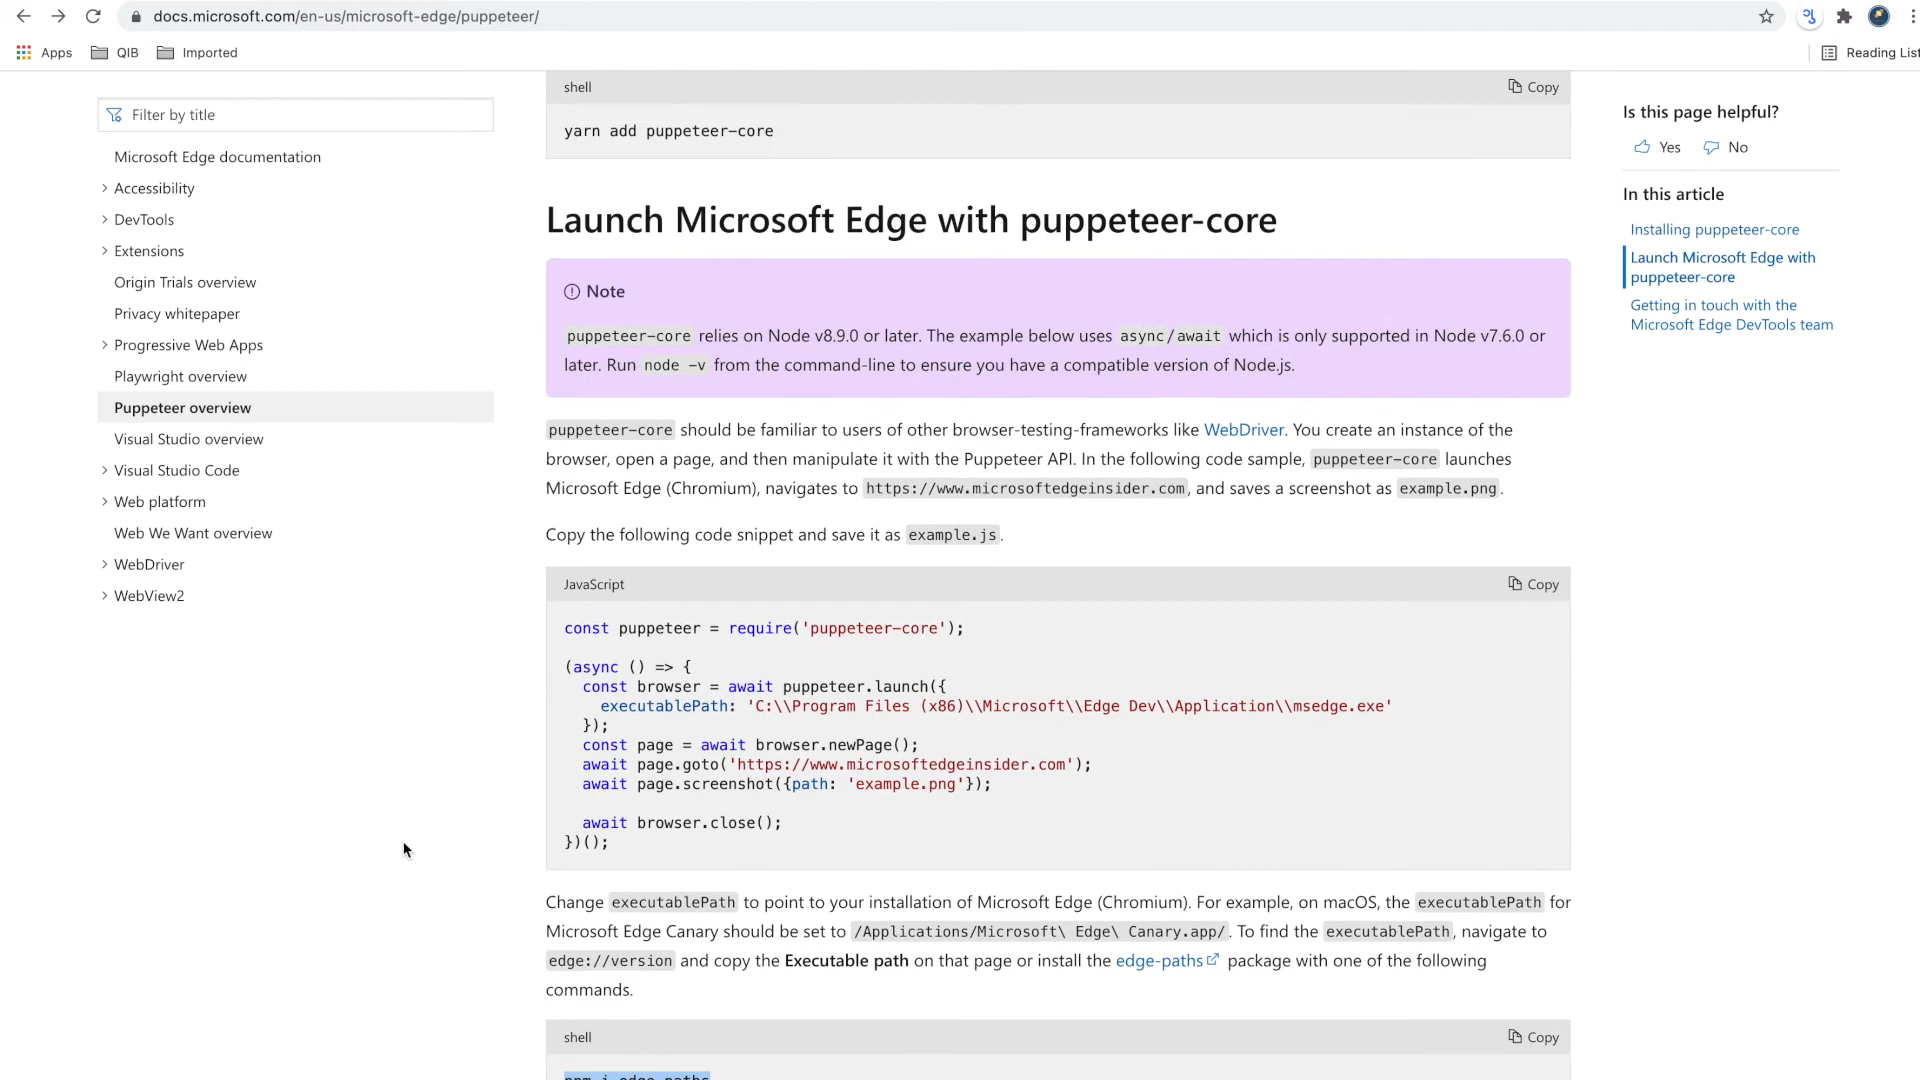 docs.microsoft.com/en-us/microsoft-edge/puppeteer/
Apps
QIB
Imported
Reading List
Filter by title
Microsoft Edge documentation
Accessibility
DevTools
Extensions
Origin Trials overview
Privacy whitepaper
Progressive Web Apps
Playwright overview
Puppeteer overview
Visual Studio overview
Visual Studio Code
Web platform
Web We Want overview
WebDriver
WebView2
shell
Copy
yarn add puppeteer-core
Launch Microsoft Edge with puppeteer-core
Note
puppeteer-core relies on Node v8.9.0 or later. The example below uses async/await which is only supported in Node v7.6.0 or
later. Run node -v from the command-line to ensure you have a compatible version of Node.js.
puppeteer-core should be familiar to users of other browser-testing-frameworks like WebDriver. You create an instance of the
browser, open a page, and then manipulate it with the Puppeteer API. In the following code sample, puppeteer-core launches
Microsoft Edge (Chromium), navigates to https://www.microsoftedgeinsider.com, and saves a screenshot as example.png.
Copy the following code snippet and save it as example.js.
JavaScript
Copy
const puppeteer = require('puppeteer-core');
(async () => {
const browser = await puppeteer.launch({
executablePath: 'C:\\Program Files (x86)\\Microsoft\\Edge Dev\\Application\\msedge.exe'
});
const page = await browser.newPage();
await page.goto('https://www.microsoftedgeinsider.com');
await page.screenshot({path: 'example.png'});
await browser.close();
})();
Change executablePath to point to your installation of Microsoft Edge (Chromium). For example, on macOS, the executablePath for
Microsoft Edge Canary should be set to /Applications/Microsoft\ Edge\ Canary.app/. To find the executablePath, navigate to
edge://version and copy the Executable path on that page or install the edge-paths package with one of the following
commands.
shell
Copy
npm i edge-paths
Is this page helpful?
Yes
No
In this article
Installing puppeteer-core
Launch Microsoft Edge with
puppeteer-core
Getting in touch with the
Microsoft Edge DevTools team